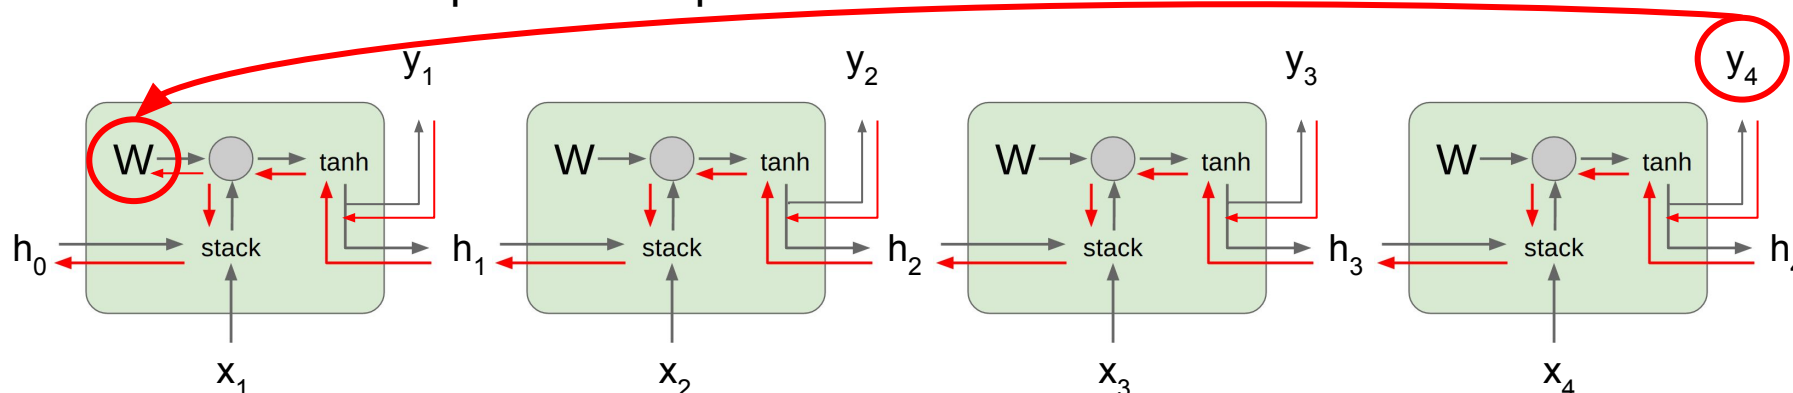 y1 y2 y3 y4
W tanh W tanh W tanh W tanh
h0 stack h1 stack h2 stack h3 stack
x1 x2 x3 x4